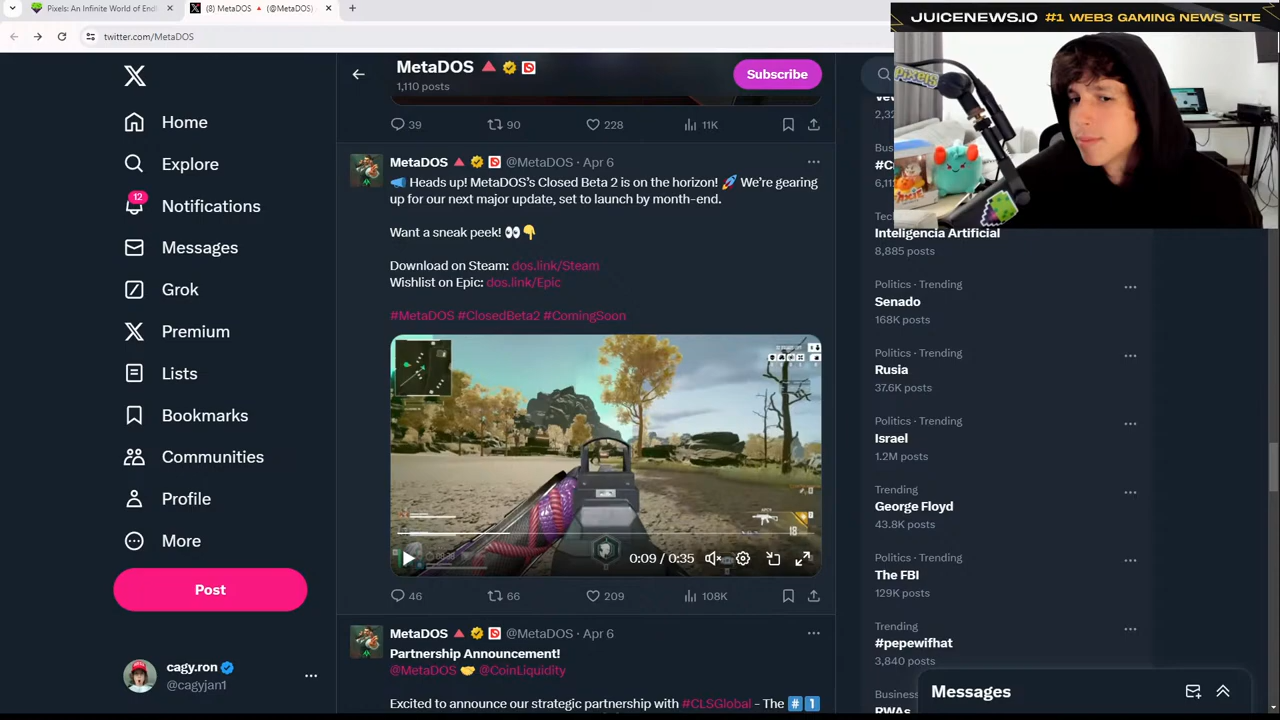 Pixels: An Infinite World of End
(8) MetaDOS 🔺 (@MetaDOS)
JUICENEWS.IO #1 WEB3 GAMING NEWS SITE
twitter.com/MetaDOS
Pixels
Home
Explore
12
Notifications
Messages
Grok
Premium
Lists
Bookmarks
Communities
Profile
More
Post
cagy.ron
@cagyjan1
MetaDOS 🔺
1,110 posts
Subscribe
39 90 228 11K
MetaDOS 🔺 @MetaDOS · Apr 6
📣 Heads up! MetaDOS's Closed Beta 2 is on the horizon! 🚀 We're gearing
up for our next major update, set to launch by month-end.
Want a sneak peek! 👀👇
Download on Steam: dos.link/Steam
Wishlist on Epic: dos.link/Epic
#MetaDOS #ClosedBeta2 #ComingSoon
0:09 / 0:35
46 66 209 108K
MetaDOS 🔺 @MetaDOS · Apr 6
Partnership Announcement!
@MetaDOS 🤝 @CoinLiquidity
Excited to announce our strategic partnership with #CLSGlobal - The #️⃣ 1️⃣
Inteligencia Artificial
8,885 posts
Politics · Trending
Senado
168K posts
Politics · Trending
Rusia
37.6K posts
Politics · Trending
Israel
1.2M posts
Trending
George Floyd
43.8K posts
Politics · Trending
The FBI
129K posts
Trending
#pepewifhat
3,840 posts
Business
RWAs
Messages